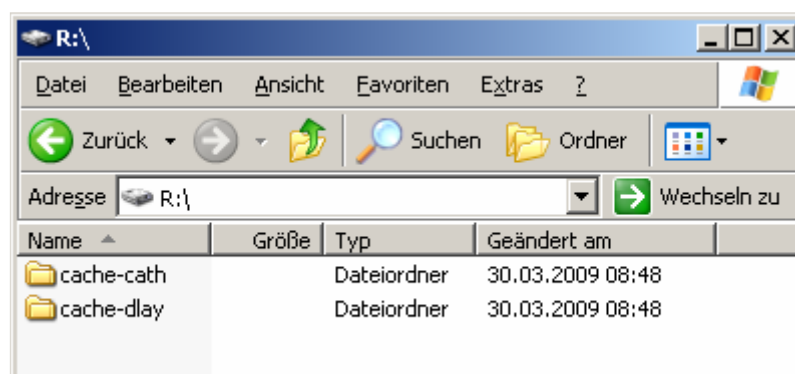 R:\
Datei Bearbeiten Ansicht Favoriten Extras ?
Zurück Suchen Ordner
Adresse R:\ Wechseln zu
Name Größe Typ Geändert am
cache-cath Dateiordner 30.03.2009 08:48
cache-dlay Dateiordner 30.03.2009 08:48